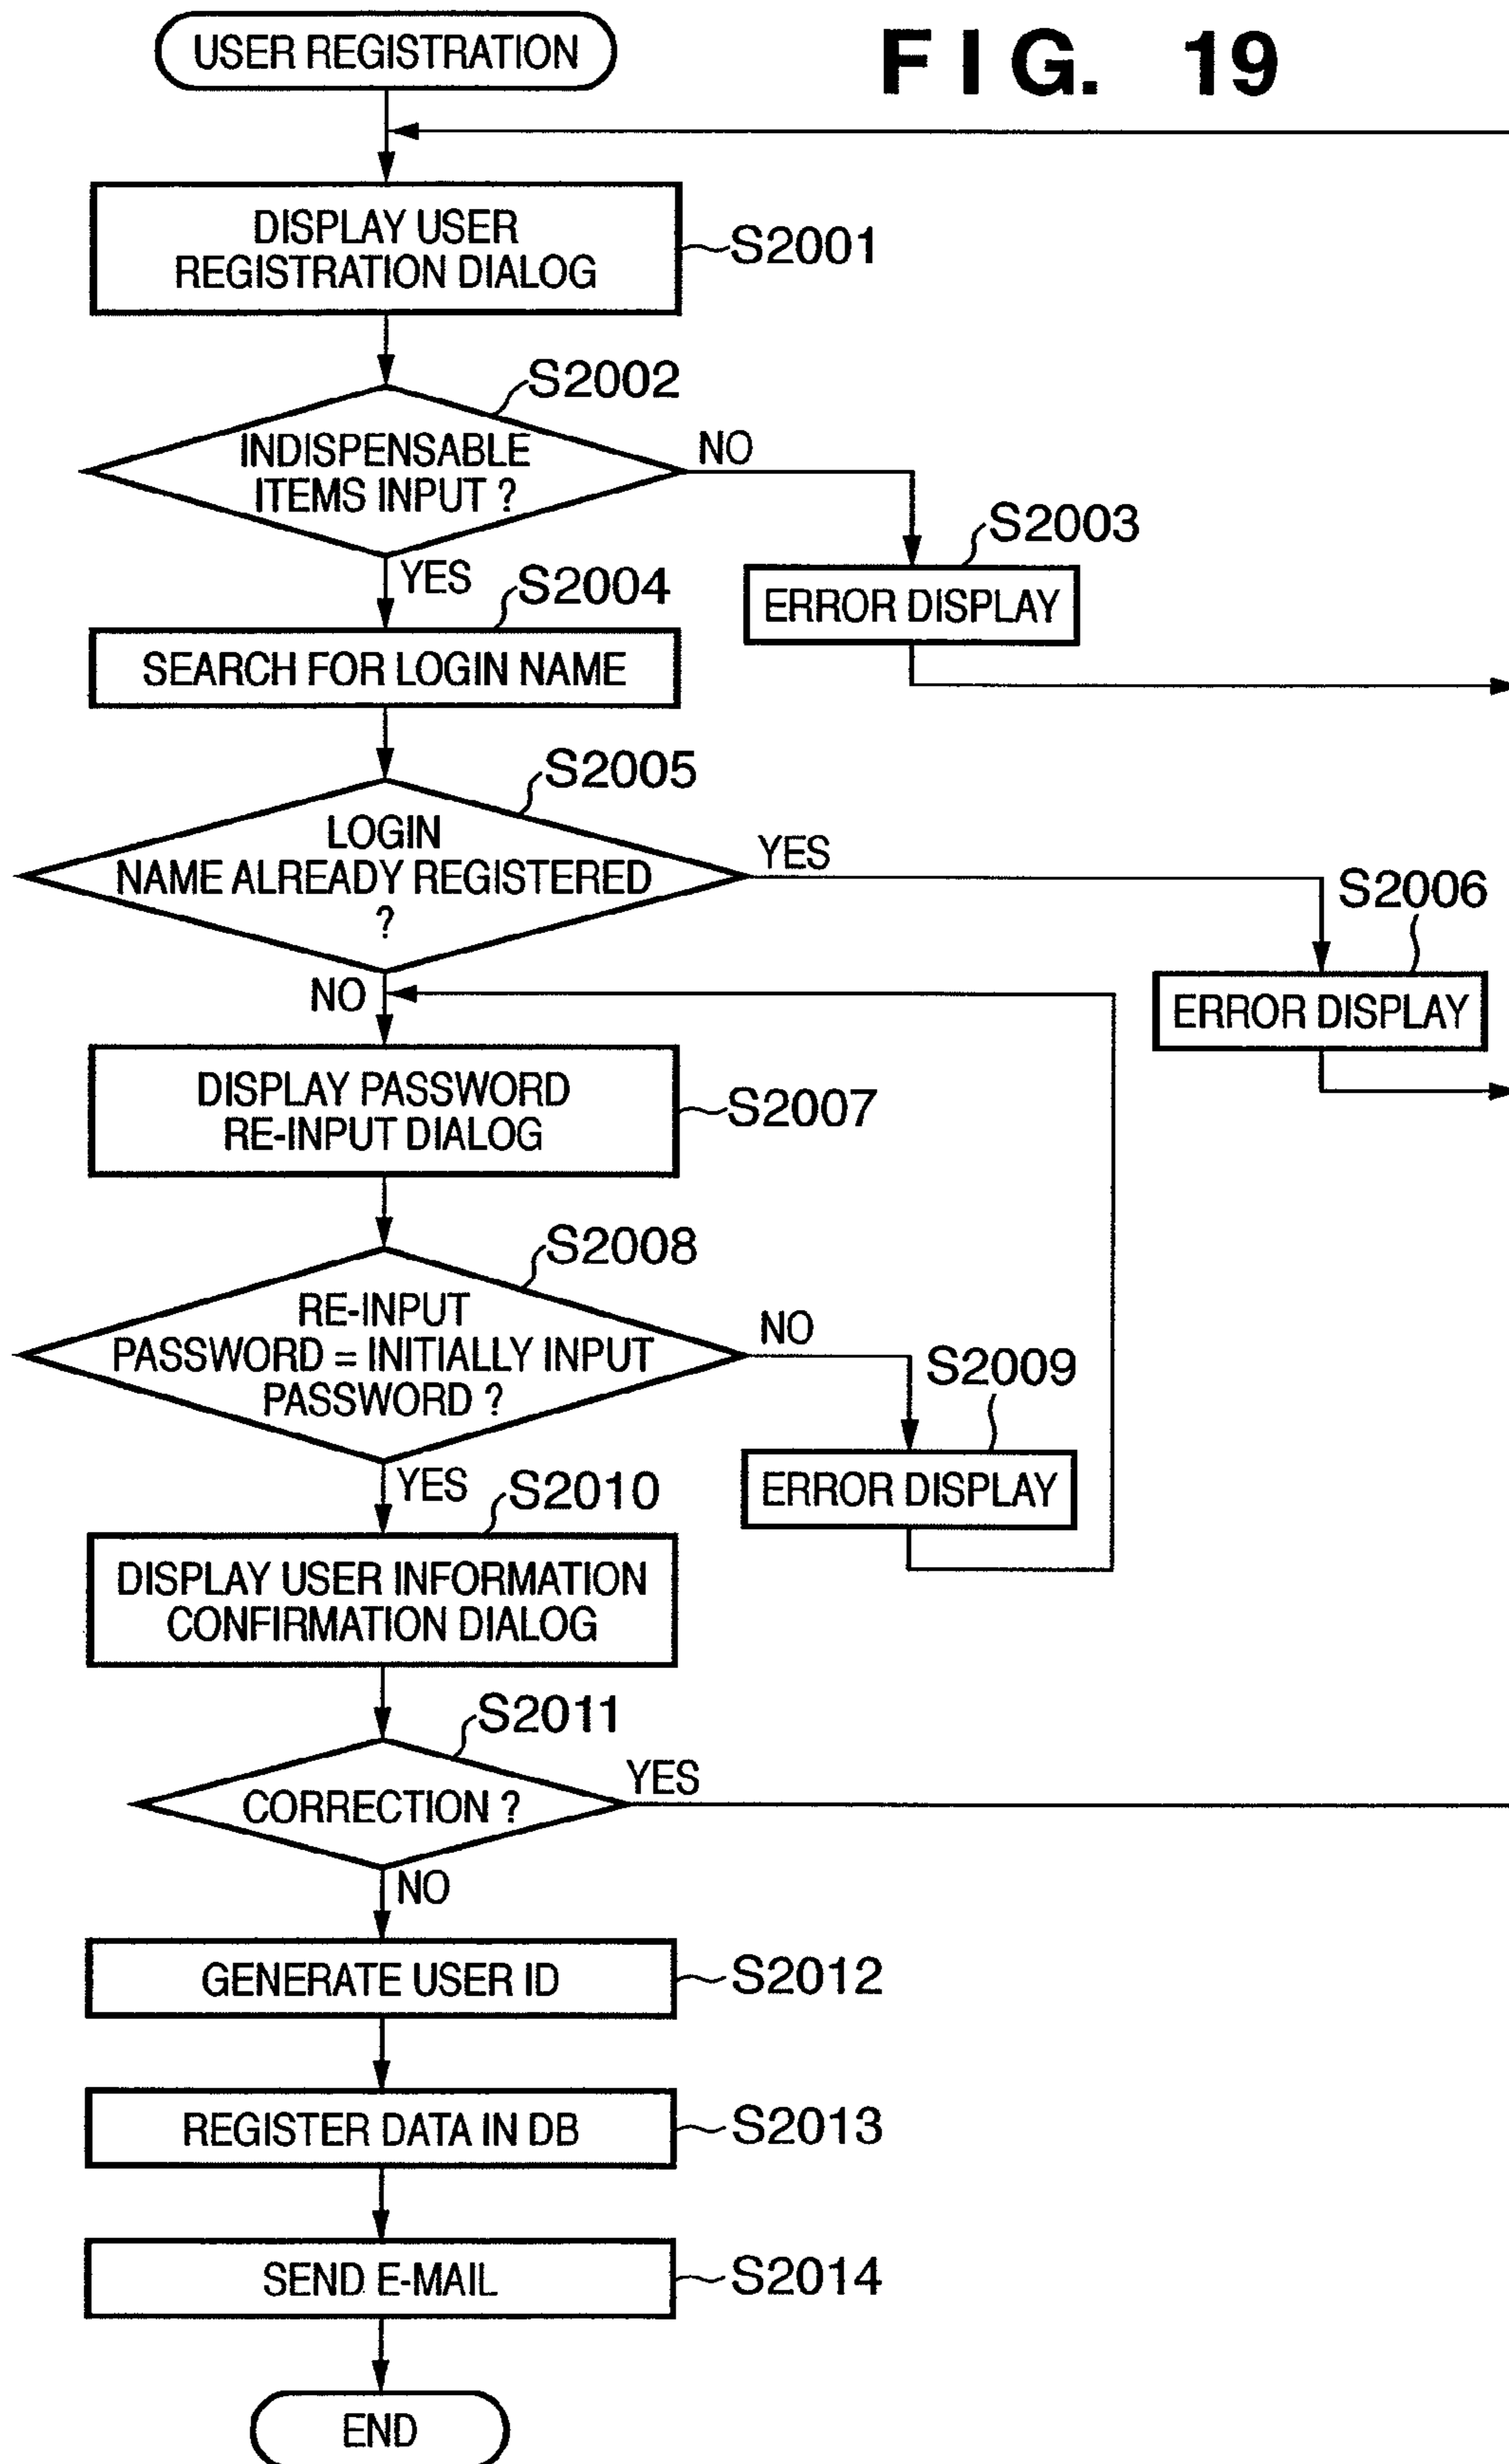 USER REGISTRATION
FIG. 19
DISPLAY USER
REGISTRATION DIALOG
S2001
S2002
INDISPENSABLE
ITEMS INPUT ?
NO
YES
S2003
ERROR DISPLAY
S2004
SEARCH FOR LOGIN NAME
S2005
LOGIN
NAME ALREADY REGISTERED
?
YES
NO
S2006
ERROR DISPLAY
DISPLAY PASSWORD
RE-INPUT DIALOG
S2007
S2008
RE-INPUT
PASSWORD = INITIALLY INPUT
PASSWORD ?
NO
YES
S2009
ERROR DISPLAY
S2010
DISPLAY USER INFORMATION
CONFIRMATION DIALOG
S2011
CORRECTION ?
YES
NO
GENERATE USER ID
S2012
REGISTER DATA IN DB
S2013
SEND E-MAIL
S2014
END